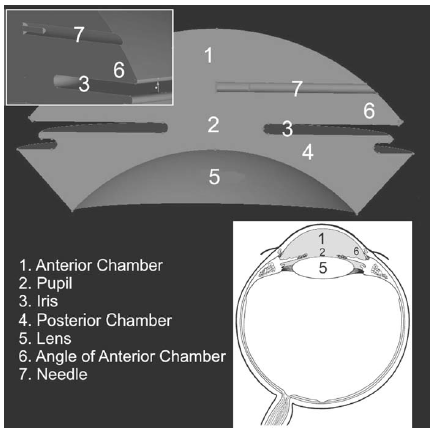 7
6
3
1
7
6
2
3
4
5
1. Anterior Chamber
2. Pupil
3. Iris
4. Posterior Chamber
5. Lens
6. Angle of Anterior Chamber
7. Needle
1
2 6
5